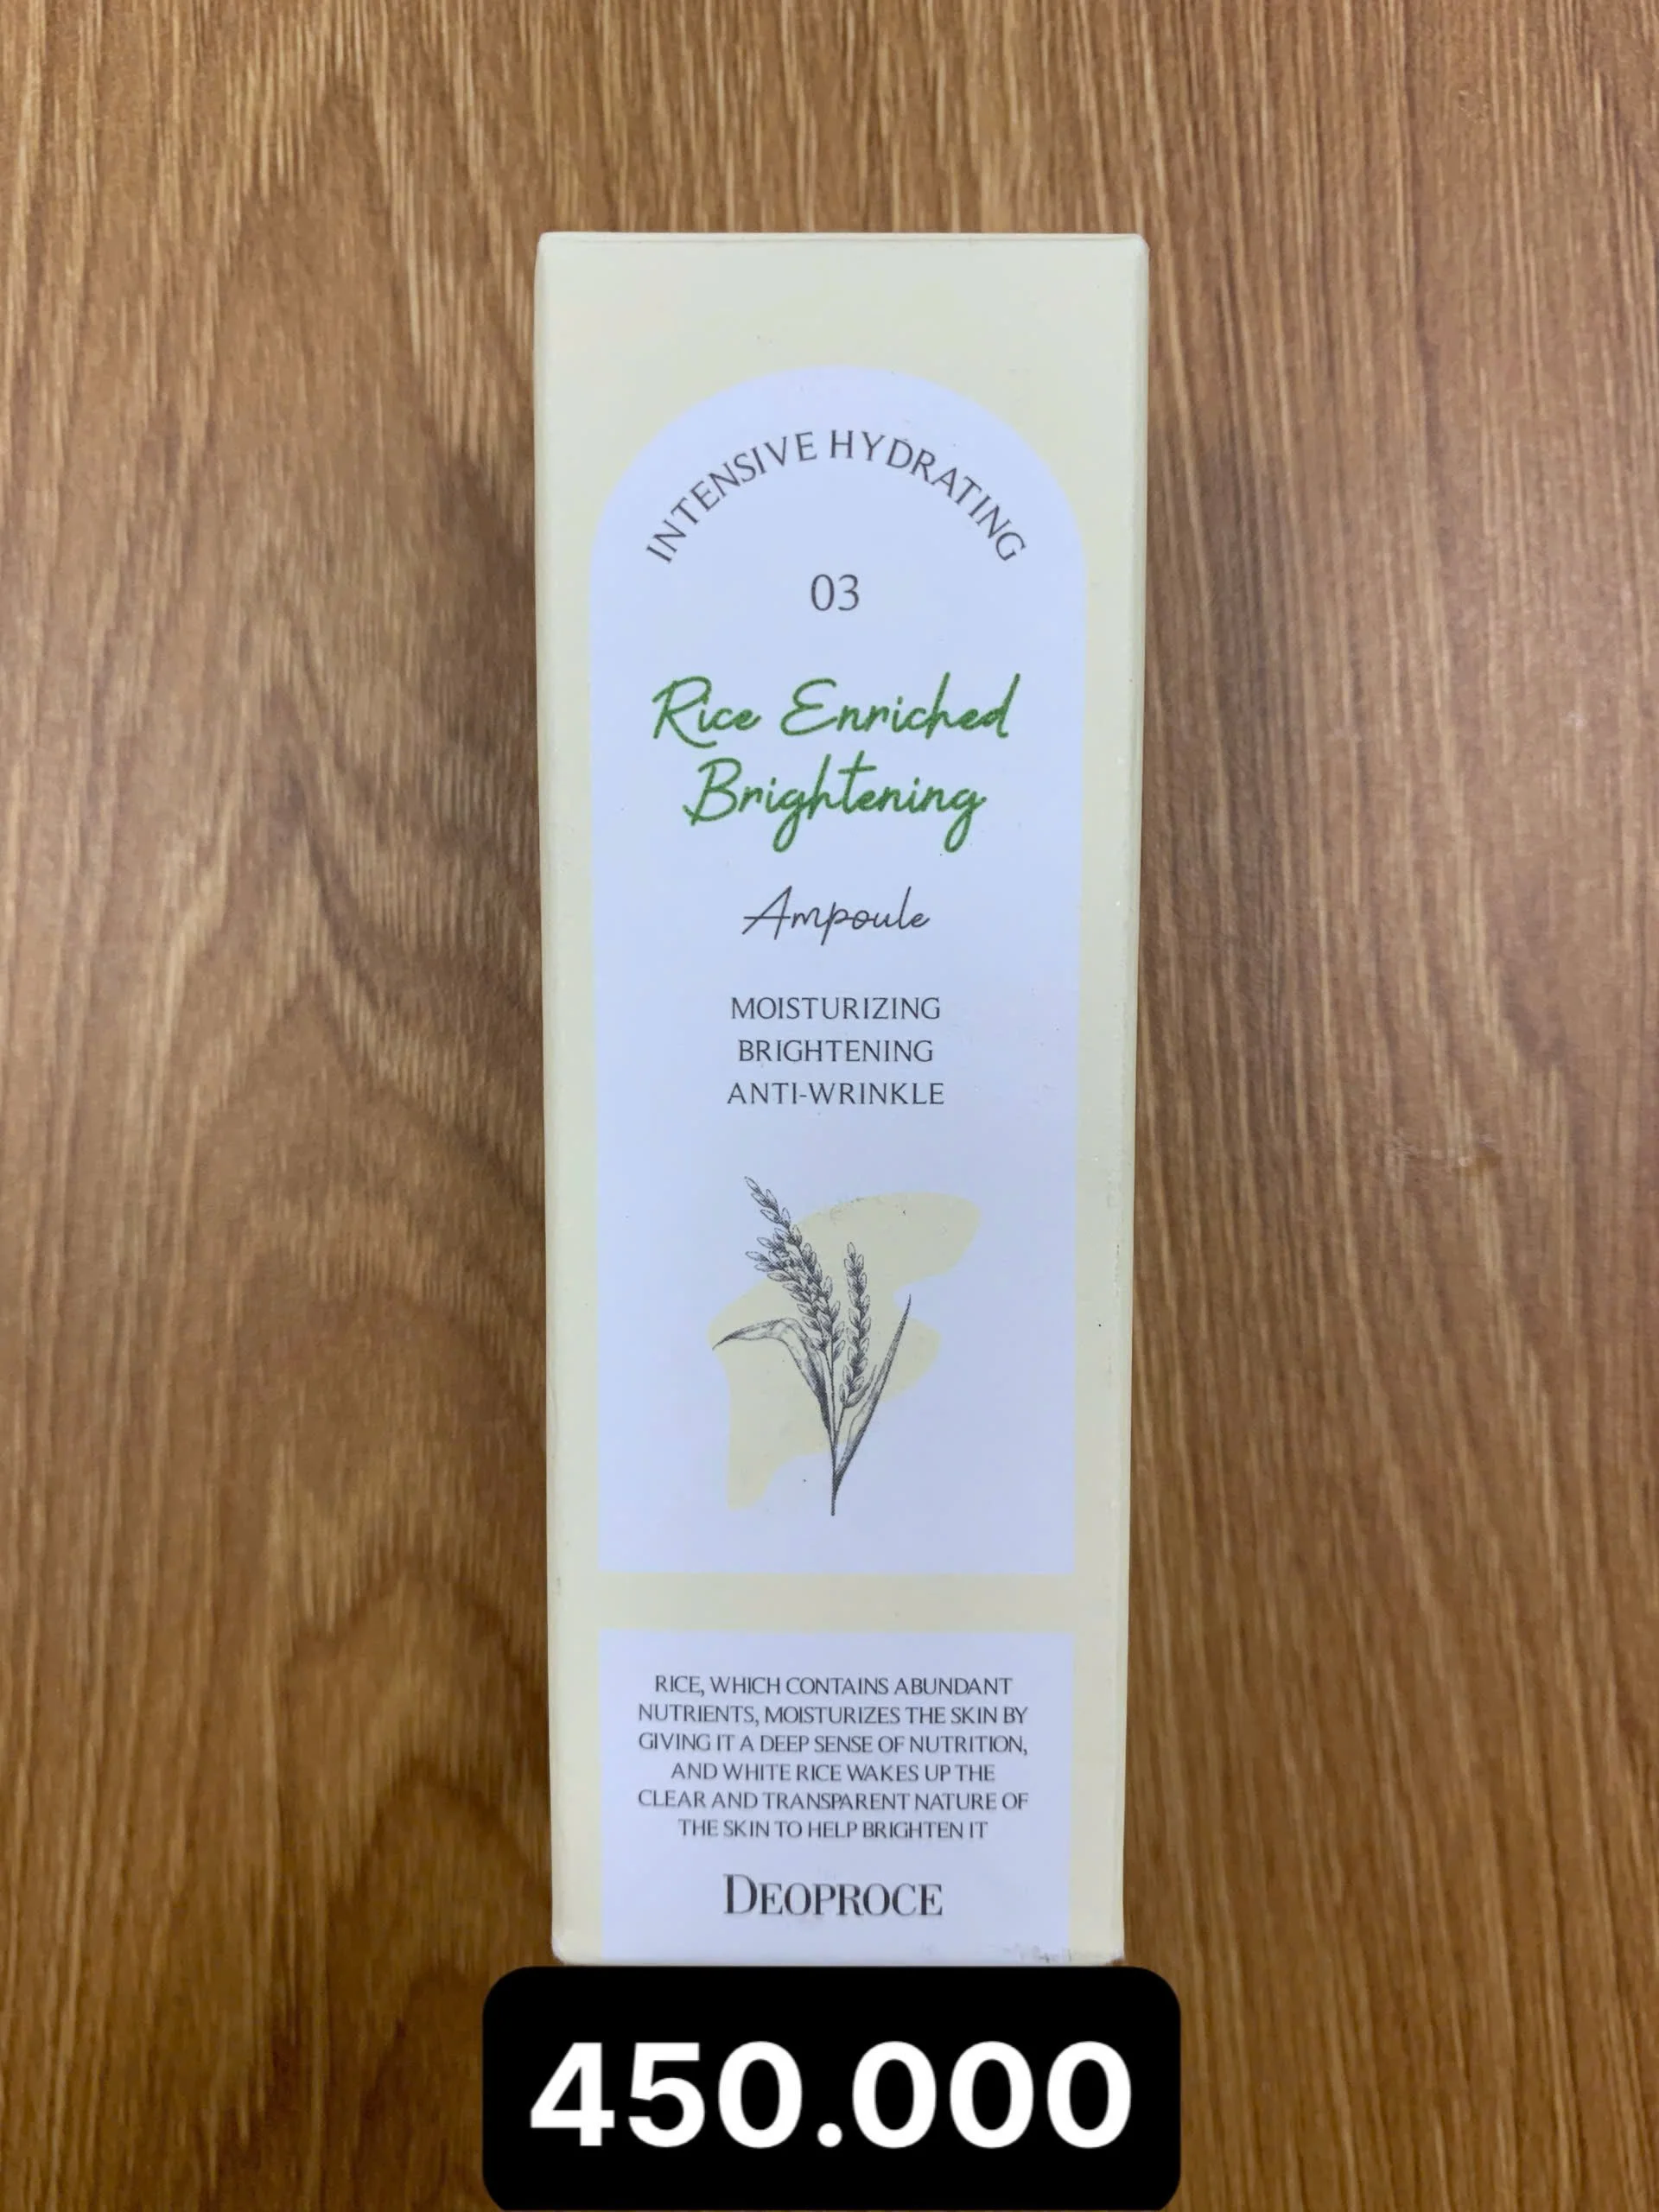 INTENSIVE HYDRATING
03
Rice Enriched
Brightening
Ampoule
MOISTURIZING
BRIGHTENING
ANTI-WRINKLE
RICE, WHICH CONTAINS ABUNDANT
NUTRIENTS, MOISTURIZES THE SKIN BY
GIVING IT A DEEP SENSE OF NUTRITION,
AND WHITE RICE WAKES UP THE
CLEAR AND TRANSPARENT NATURE OF
THE SKIN TO HELP BRIGHTEN IT
DEOPROCE
450.000